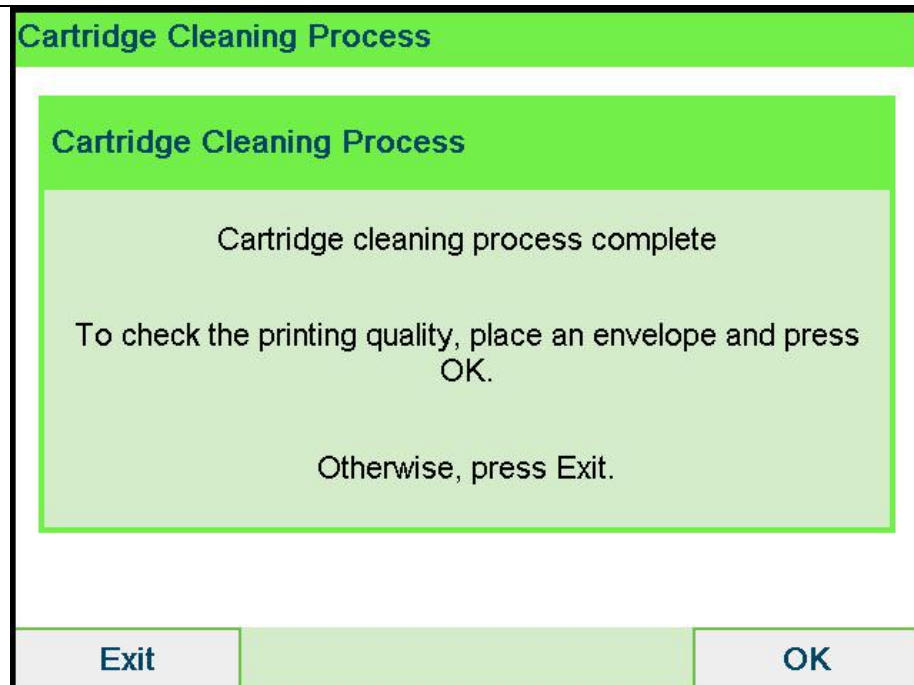 Cartridge Cleaning Process
Cartridge Cleaning Process
Cartridge cleaning process complete
To check the printing quality, place an envelope and press
OK.
Otherwise, press Exit.
Exit
OK